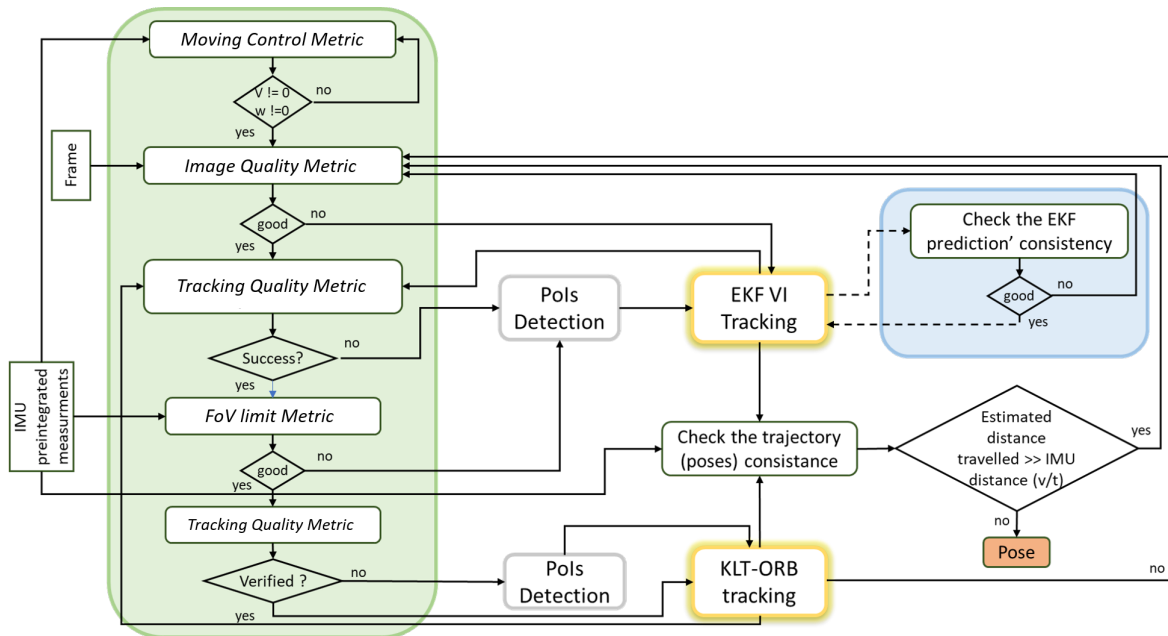 Moving Control Metric
V != 0
w !=0
no
yes
Frame
Image Quality Metric
good
no
yes
Check the EKF
prediction’ consistency
good
no
yes
Tracking Quality Metric
PoIs
Detection
EKF VI
Tracking
Success?
no
yes
IMU
preintegrated
measurments
FoV limit Metric
good
no
yes
Check the trajectory
(poses) consistance
Estimated
distance
travelled >> IMU
distance (v/t)
yes
no
Pose
Tracking Quality Metric
Verified ?
no
yes
PoIs
Detection
KLT-ORB
tracking
no